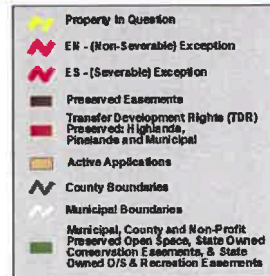 Property In Question
EN - (Non-Severable) Exception
ES - (Severable) Exception
Preserved Easements
Transfer Development Rights (TDR)
Preserved: Highlands,
Pinelands and Municipal
Active Applications
County Boundaries
Municipal Boundaries
Municipal, County and Non-Profit
Preserved Open Space, State Owned
Conservation Easements, & State
Owned O/S & Recreation Easements